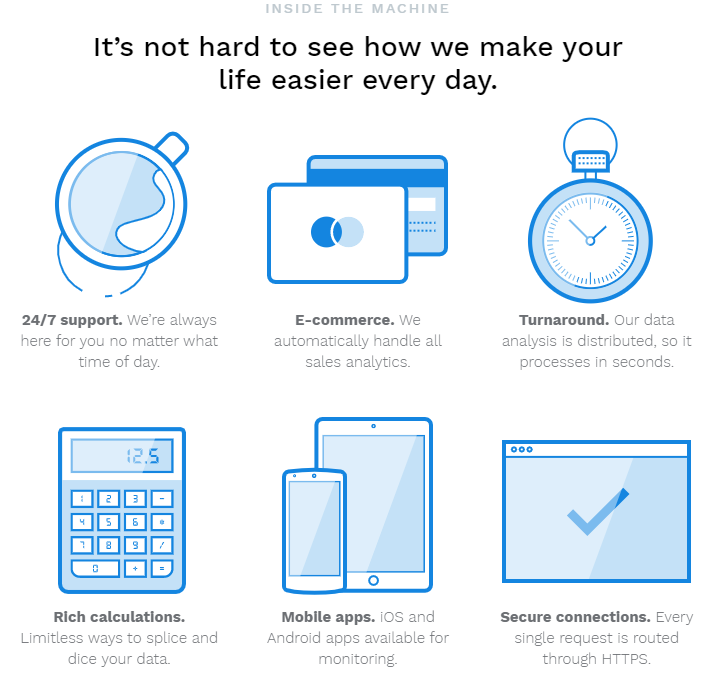 INSIDE THE MACHINE
It’s not hard to see how we make your
life easier every day.
24/7 support. We’re always
here for you no matter what
time of day.
E-commerce. We
automatically handle all
sales analytics.
Turnaround. Our data
analysis is distributed, so it
processes in seconds.
12.5
1 2 3 -
4 5 6 *
7 8 9 /
0 + =
Rich calculations.
Limitless ways to splice and
dice your data.
Mobile apps. iOS and
Android apps available for
monitoring.
Secure connections. Every
single request is routed
through HTTPS.